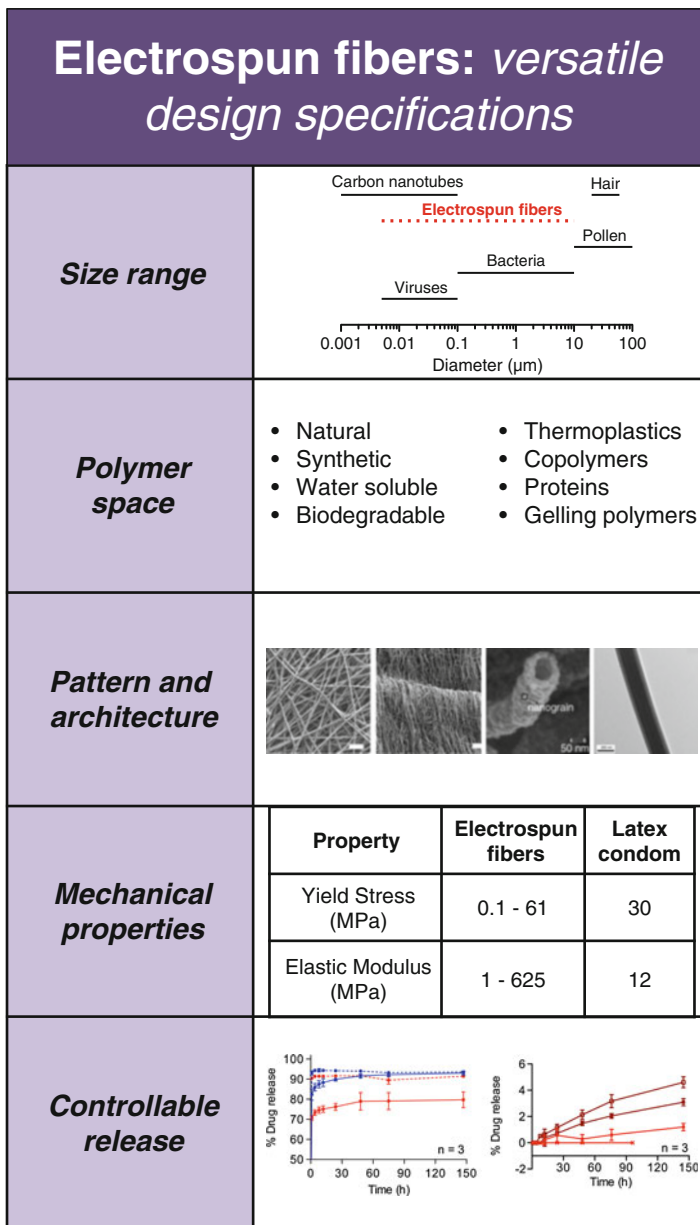 Electrospun fibers: versatile
design specifications
Size range
Carbon nanotubes
Hair
Electrospun fibers
Pollen
Bacteria
Viruses
0.001 0.01 0.1 1 10 100
Diameter (µm)
Polymer
space
• Natural
• Synthetic
• Water soluble
• Biodegradable
• Thermoplastics
• Copolymers
• Proteins
• Gelling polymers
Pattern and
architecture
nanograin
50 nm
Mechanical
properties
Property
Electrospun
fibers
Latex
condom
Yield Stress
(MPa)
0.1 - 61
30
Elastic Modulus
(MPa)
1 - 625
12
Controllable
release
% Drug release
100
90
80
70
60
50
0 30 60 90 120 150
Time (h)
n = 3
% Drug release
6
4
2
0
-2
0 30 60 90 120 150
Time (h)
n = 3